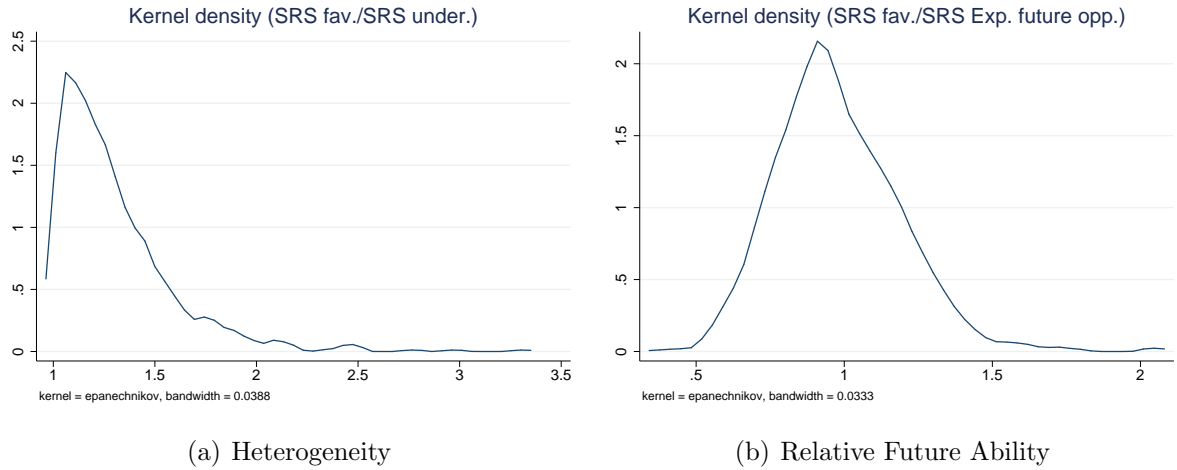 Kernel density (SRS fav./SRS under.)
2.5
2
1.5
1
.5
0
1 1.5 2 2.5 3 3.5
kernel = epanechnikov, bandwidth = 0.0388
(a) Heterogeneity
Kernel density (SRS fav./SRS Exp. future opp.)
2
1.5
1
.5
0
.5 1 1.5 2
kernel = epanechnikov, bandwidth = 0.0333
(b) Relative Future Ability